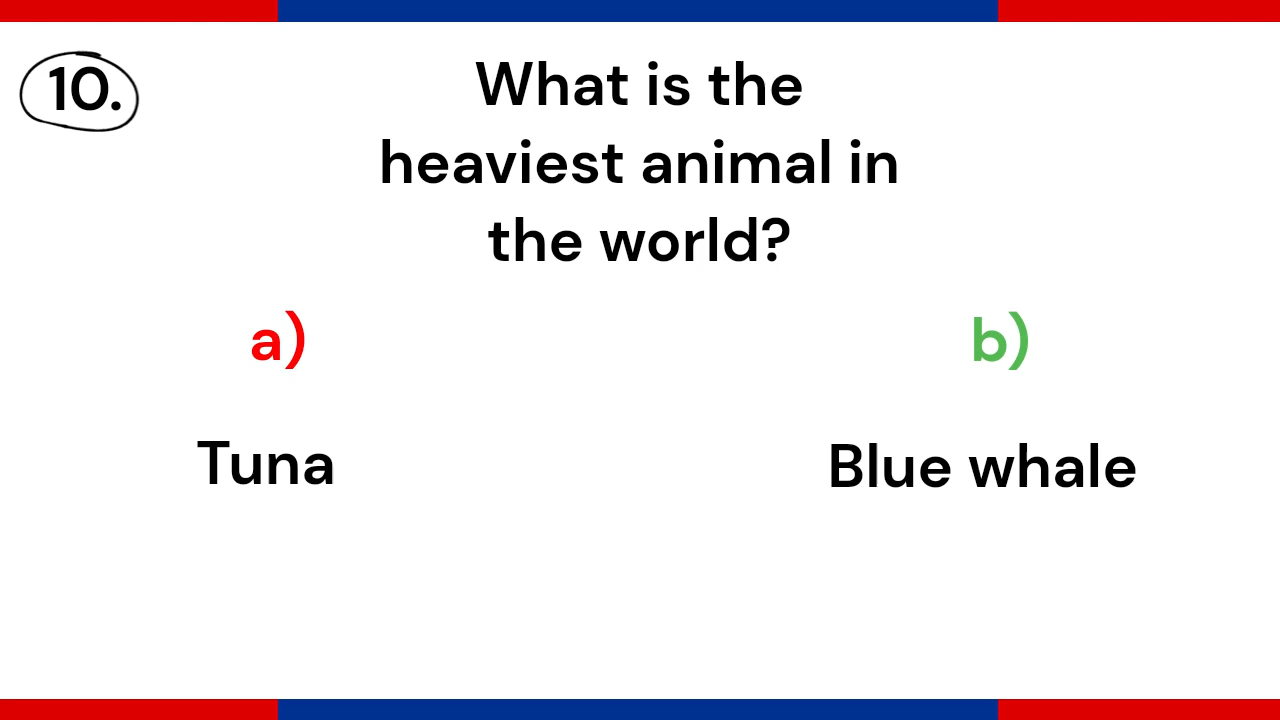 10.
What is the
heaviest animal in
the world?
a)
b)
Tuna
Blue whale